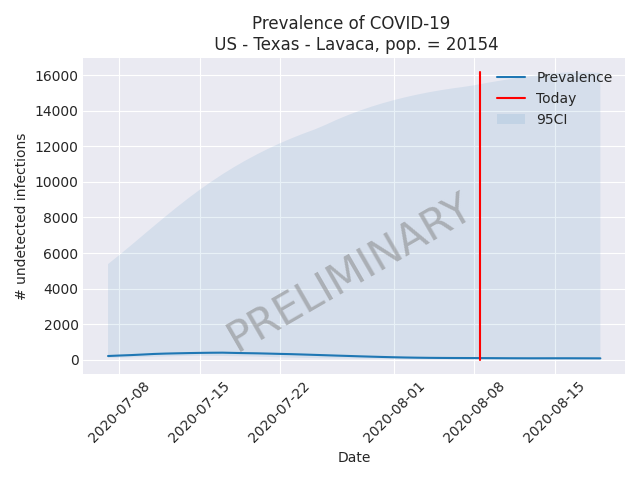 Prevalence of COVID-19
US - Texas - Lavaca, pop. = 20154
16000
14000
12000
10000
8000
6000
4000
2000
0
# undetected infections
Prevalence
Today
95CI
PRELIMINARY
2020-07-08
2020-07-15
2020-07-22
2020-08-01
2020-08-08
2020-08-15
Date